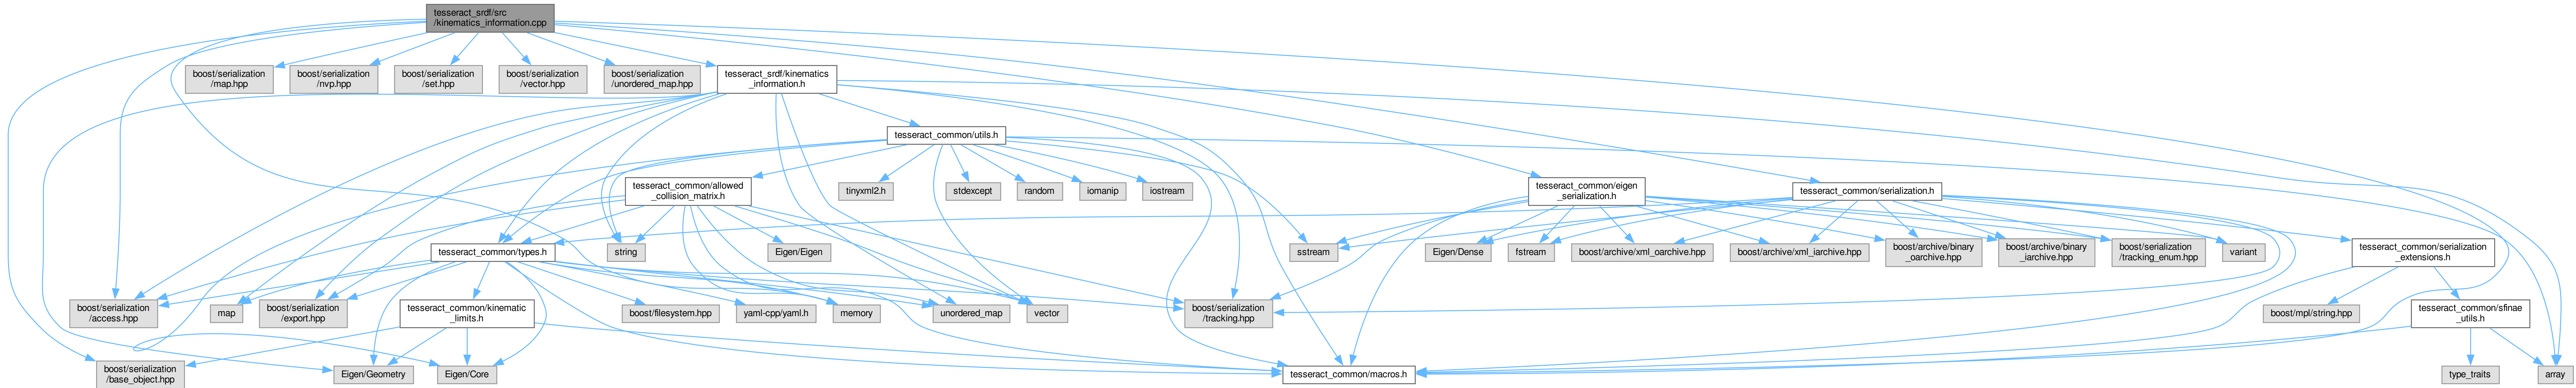 tesseract_srdf/src
/kinematics_information.cpp
boost/serialization
/map.hpp
boost/serialization
/nvp.hpp
boost/serialization
/set.hpp
boost/serialization
/vector.hpp
boost/serialization
/unordered_map.hpp
tesseract_srdf/kinematics
_information.h
tesseract_common/utils.h
tesseract_common/allowed
_collision_matrix.h
tinyxml2.h
stdexcept
random
iomanip
iostream
tesseract_common/eigen
_serialization.h
tesseract_common/serialization.h
tesseract_common/types.h
string
Eigen/Eigen
sstream
Eigen/Dense
fstream
boost/archive/xml_oarchive.hpp
boost/archive/xml_iarchive.hpp
boost/archive/binary
_oarchive.hpp
boost/archive/binary
_iarchive.hpp
boost/serialization
/tracking_enum.hpp
variant
tesseract_common/serialization
_extensions.h
boost/serialization
/access.hpp
map
boost/serialization
/export.hpp
tesseract_common/kinematic
_limits.h
boost/filesystem.hpp
yaml-cpp/yaml.h
memory
unordered_map
vector
boost/serialization
/tracking.hpp
boost/mpl/string.hpp
tesseract_common/sfinae
_utils.h
boost/serialization
/base_object.hpp
Eigen/Geometry
Eigen/Core
tesseract_common/macros.h
type_traits
array